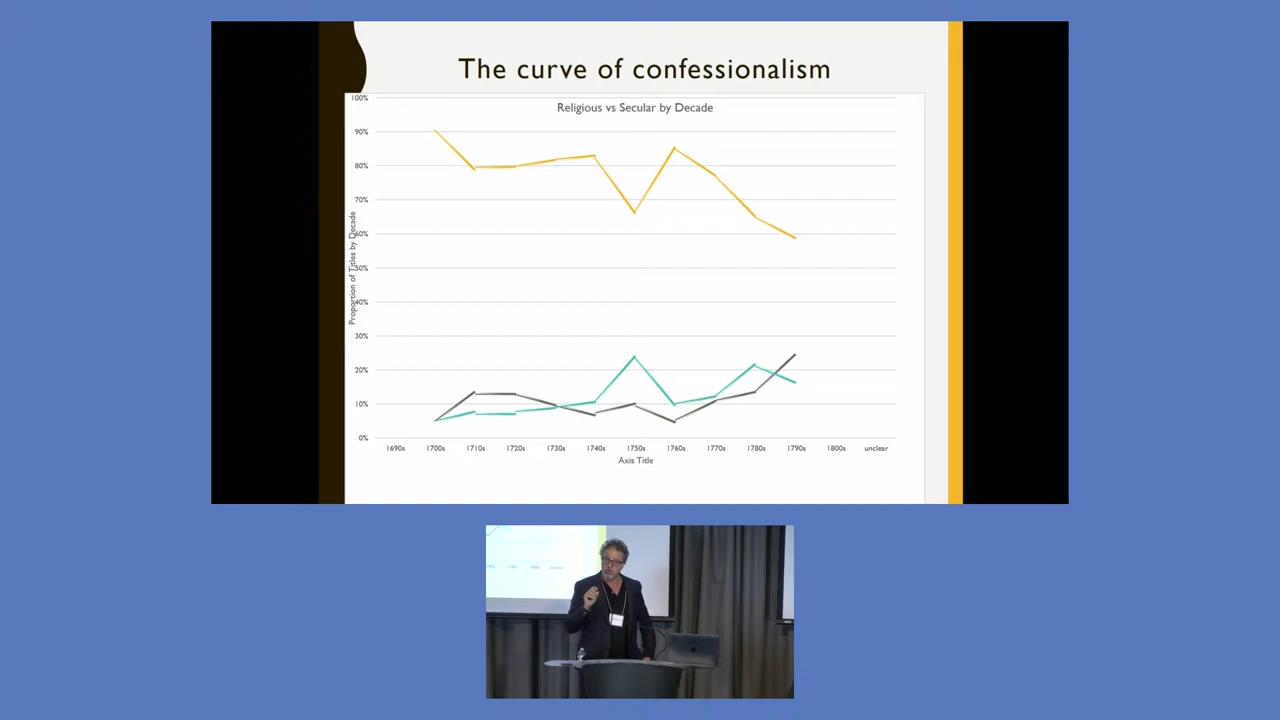 The curve of confessionalism
Religious vs Secular by Decade
100%
90%
80%
70%
60%
50%
40%
30%
20%
10%
0%
Proportion of Titles by Decade
1690s 1700s 1710s 1720s 1730s 1740s 1750s 1760s 1770s 1780s 1790s 1800s unclear
Axis Title